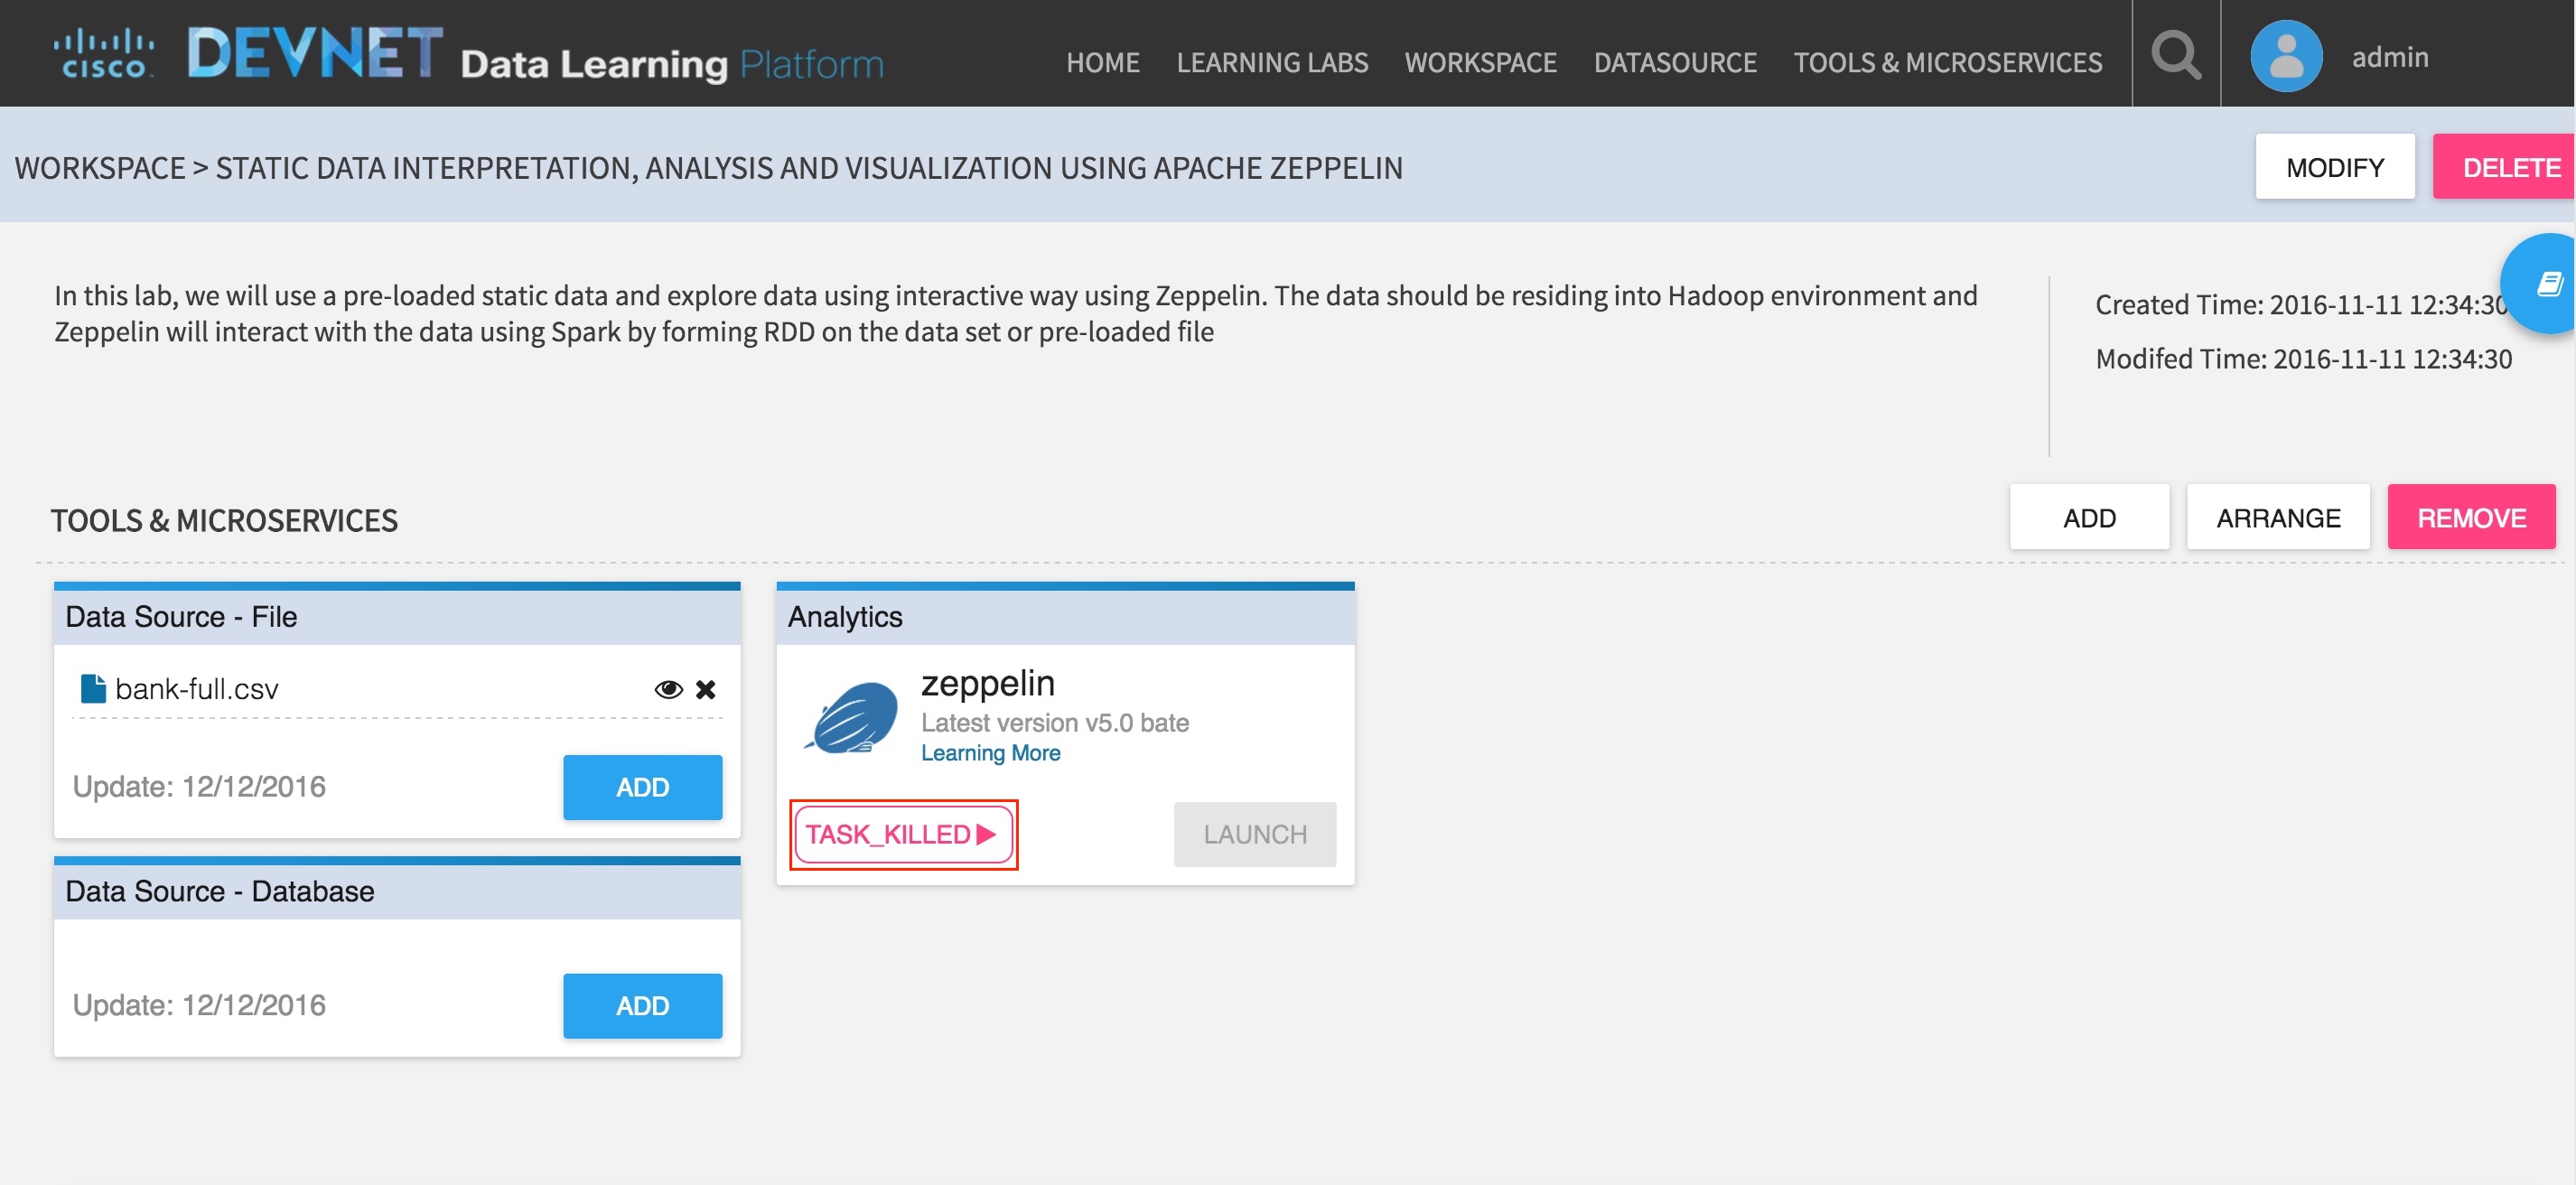 CISCO DEVNET Data Learning Platform HOME LEARNING LABS WORKSPACE DATASOURCE TOOLS & MICROSERVICES admin
WORKSPACE > STATIC DATA INTERPRETATION, ANALYSIS AND VISUALIZATION USING APACHE ZEPPELIN MODIFY DELETE
In this lab, we will use a pre-loaded static data and explore data using interactive way using Zeppelin. The data should be residing into Hadoop environment and
Zeppelin will interact with the data using Spark by forming RDD on the data set or pre-loaded file
Created Time: 2016-11-11 12:34:30
Modifed Time: 2016-11-11 12:34:30
TOOLS & MICROSERVICES ADD ARRANGE REMOVE
Data Source - File
bank-full.csv
Update: 12/12/2016 ADD
Data Source - Database
Update: 12/12/2016 ADD
Analytics
zeppelin
Latest version v5.0 bate
Learning More
TASK_KILLED LAUNCH